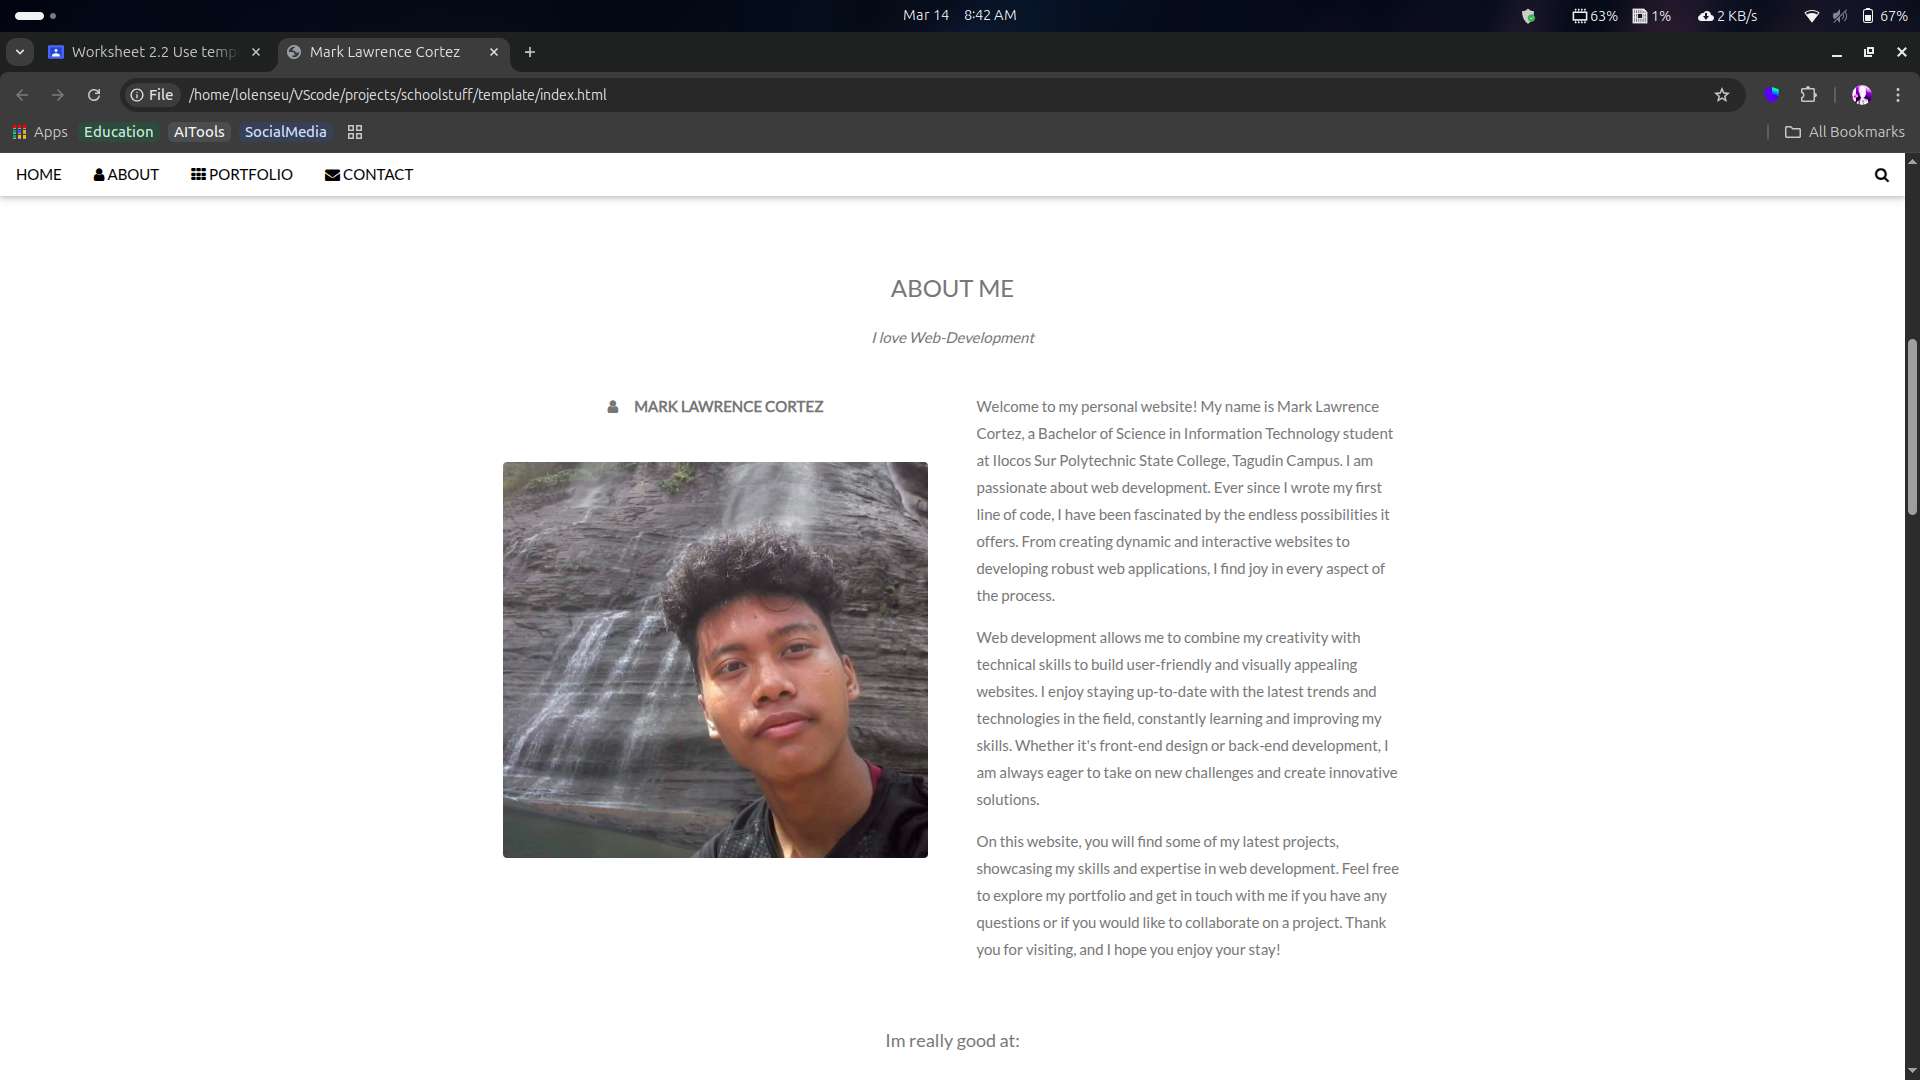 Mar 14 8:42 AM
63% 1% 2 KB/s 67%
Worksheet 2.2 Use temp
Mark Lawrence Cortez
File /home/lolenseu/VScode/projects/schoolstuff/template/index.html
Apps Education AITools SocialMedia All Bookmarks
HOME ABOUT PORTFOLIO CONTACT
ABOUT ME
I love Web-Development
MARK LAWRENCE CORTEZ
Welcome to my personal website! My name is Mark Lawrence
Cortez, a Bachelor of Science in Information Technology student
at Ilocos Sur Polytechnic State College, Tagudin Campus. I am
passionate about web development. Ever since I wrote my first
line of code, I have been fascinated by the endless possibilities it
offers. From creating dynamic and interactive websites to
developing robust web applications, I find joy in every aspect of
the process.
Web development allows me to combine my creativity with
technical skills to build user-friendly and visually appealing
websites. I enjoy staying up-to-date with the latest trends and
technologies in the field, constantly learning and improving my
skills. Whether it's front-end design or back-end development, I
am always eager to take on new challenges and create innovative
solutions.
On this website, you will find some of my latest projects,
showcasing my skills and expertise in web development. Feel free
to explore my portfolio and get in touch with me if you have any
questions or if you would like to collaborate on a project. Thank
you for visiting, and I hope you enjoy your stay!
Im really good at: